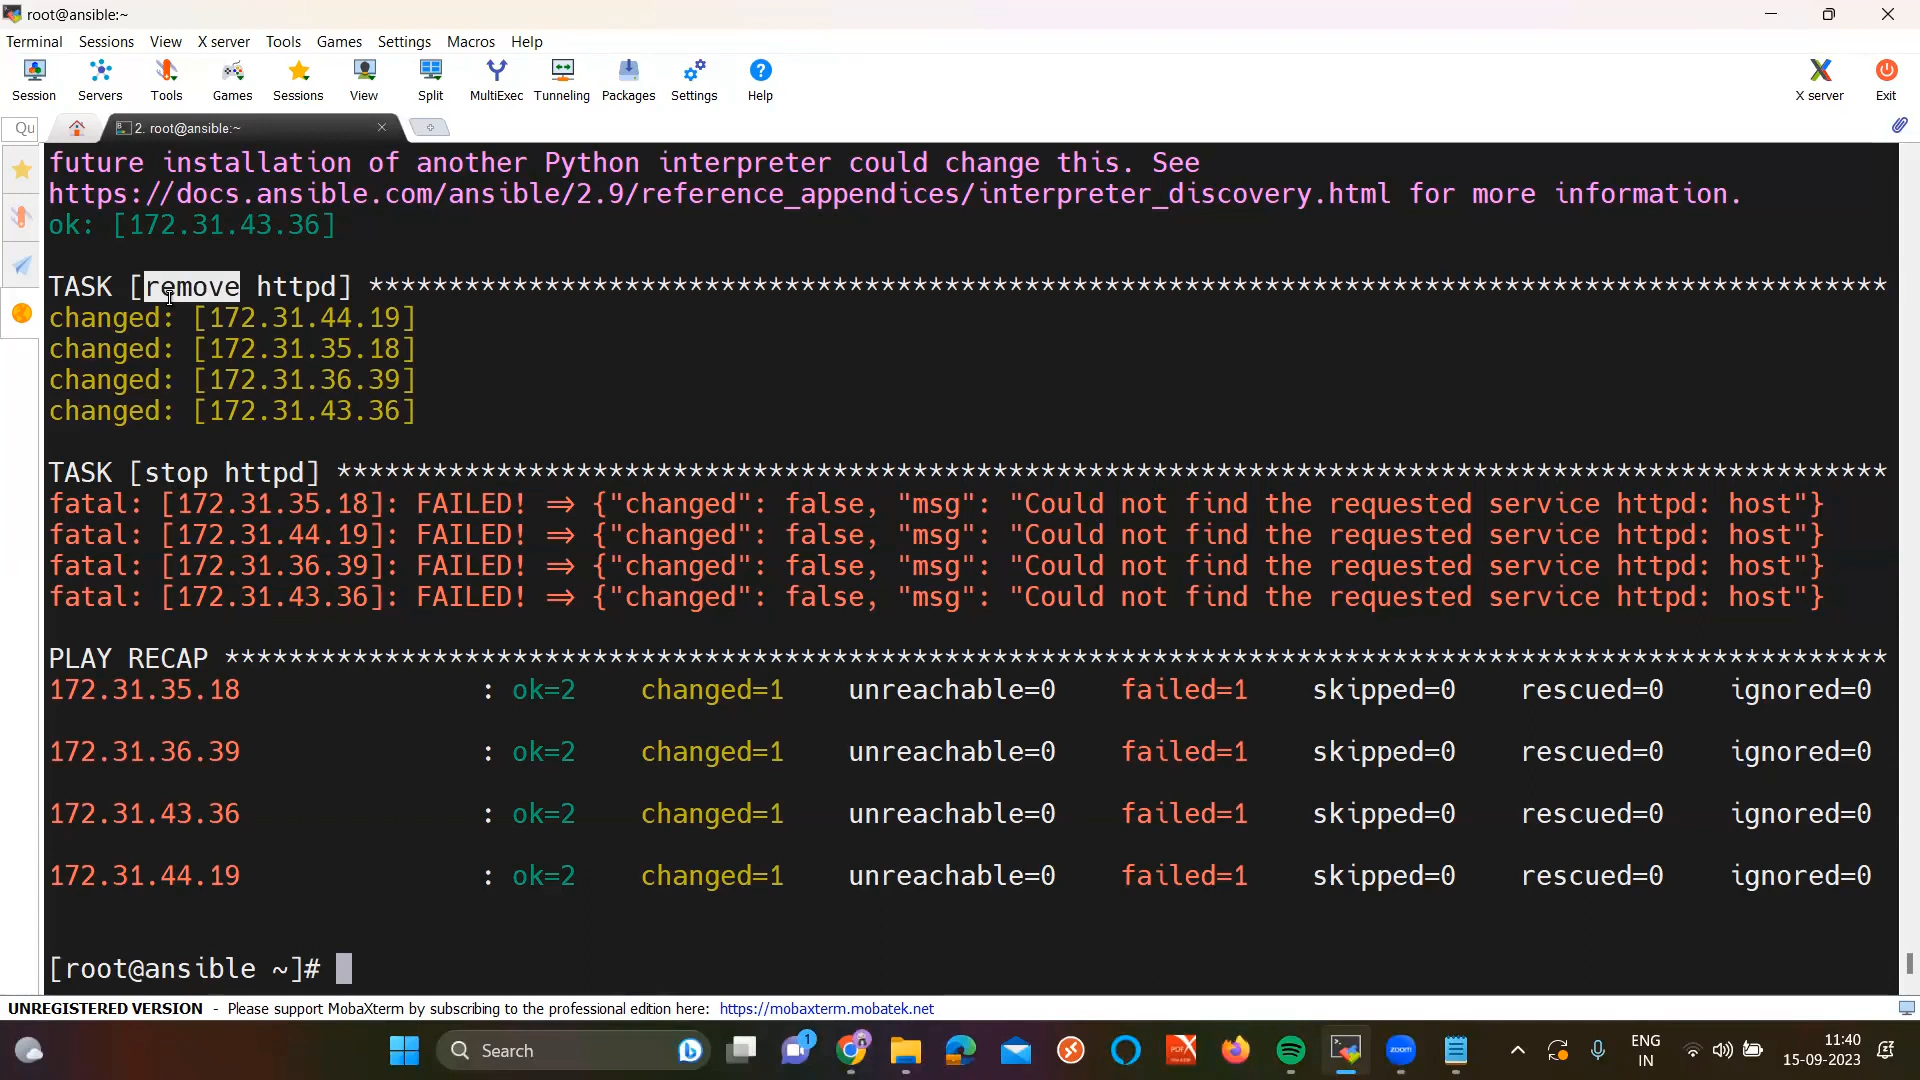 root@ansible:~
Terminal Sessions View X server Tools Games Settings Macros Help
Session Servers Tools Games Sessions View Split MultiExec Tunneling Packages Settings Help X server Exit
Qu 2. root@ansible:~
future installation of another Python interpreter could change this. See
https://docs.ansible.com/ansible/2.9/reference_appendices/interpreter_discovery.html for more information.
ok: [172.31.43.36]
TASK [remove httpd] ***********************************************************************************************
changed: [172.31.44.19]
changed: [172.31.35.18]
changed: [172.31.36.39]
changed: [172.31.43.36]
TASK [stop httpd] *************************************************************************************************
fatal: [172.31.35.18]: FAILED! => {"changed": false, "msg": "Could not find the requested service httpd: host"}
fatal: [172.31.44.19]: FAILED! => {"changed": false, "msg": "Could not find the requested service httpd: host"}
fatal: [172.31.36.39]: FAILED! => {"changed": false, "msg": "Could not find the requested service httpd: host"}
fatal: [172.31.43.36]: FAILED! => {"changed": false, "msg": "Could not find the requested service httpd: host"}
PLAY RECAP ********************************************************************************************************
172.31.35.18 : ok=2 changed=1 unreachable=0 failed=1 skipped=0 rescued=0 ignored=0
172.31.36.39 : ok=2 changed=1 unreachable=0 failed=1 skipped=0 rescued=0 ignored=0
172.31.43.36 : ok=2 changed=1 unreachable=0 failed=1 skipped=0 rescued=0 ignored=0
172.31.44.19 : ok=2 changed=1 unreachable=0 failed=1 skipped=0 rescued=0 ignored=0
[root@ansible ~]#
UNREGISTERED VERSION - Please support MobaXterm by subscribing to the professional edition here: https://mobaxterm.mobatek.net
Search 1 zoom ENG 11:40
IN 15-09-2023